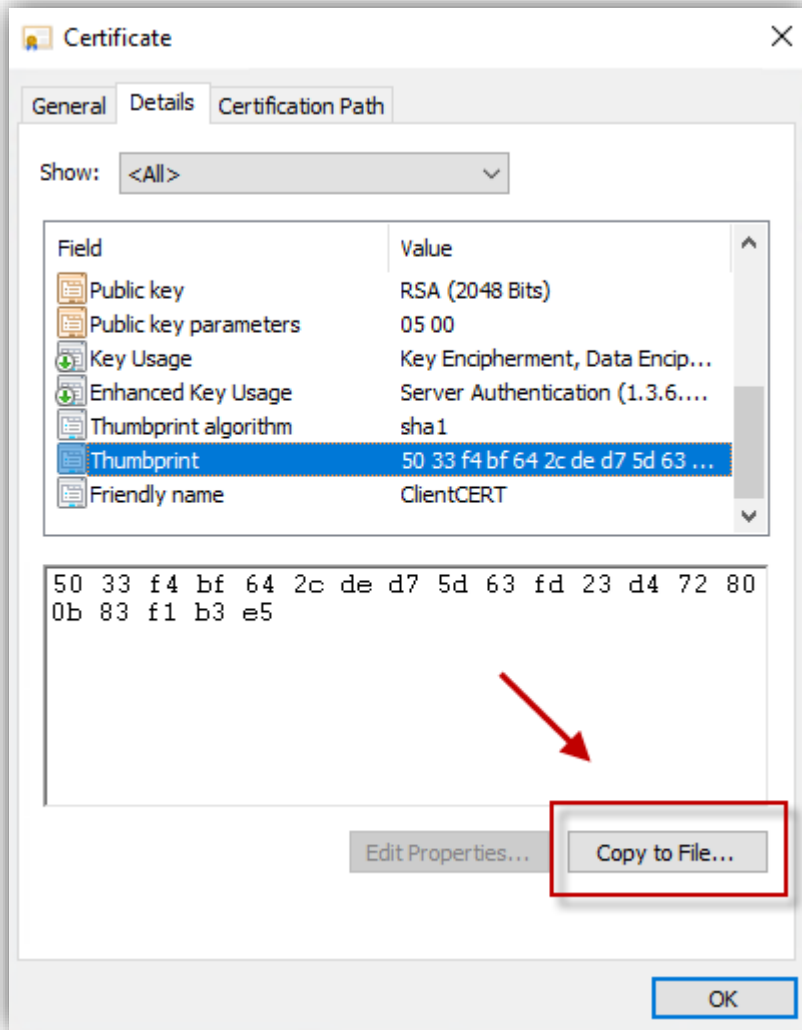 Certificate
General Details Certification Path
Show: <All>
Field Value
Public key RSA (2048 Bits)
Public key parameters 05 00
Key Usage Key Encipherment, Data Encip...
Enhanced Key Usage Server Authentication (1.3.6....
Thumbprint algorithm sha1
Thumbprint 50 33 f4 bf 64 2c de d7 5d 63 ...
Friendly name ClientCERT
50 33 f4 bf 64 2c de d7 5d 63 fd 23 d4 72 80
0b 83 f1 b3 e5
Edit Properties... Copy to File...
OK